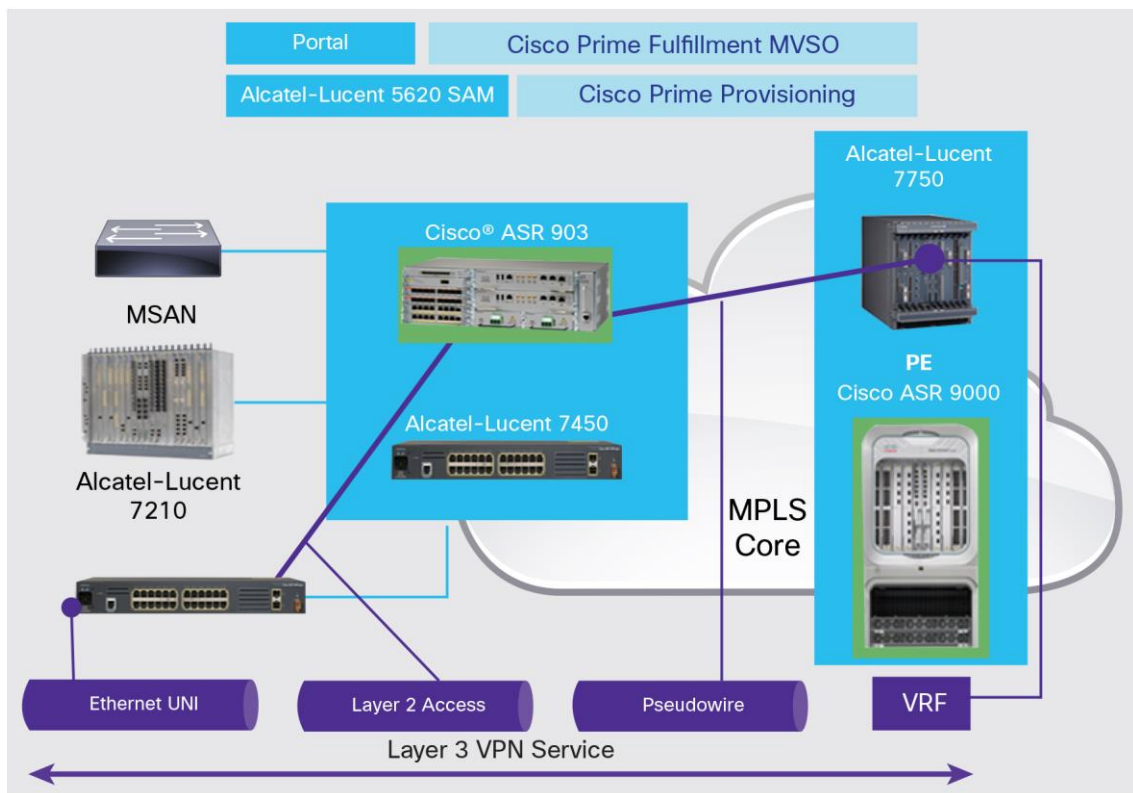 Portal
Cisco Prime Fulfillment MVSO
Alcatel-Lucent 5620 SAM
Cisco Prime Provisioning
Alcatel-Lucent
7750
Cisco® ASR 903
MSAN
PE
Cisco ASR 9000
Alcatel-Lucent 7450
Alcatel-Lucent
7210
MPLS
Core
Ethernet UNI
Layer 2 Access
Pseudowire
VRF
Layer 3 VPN Service